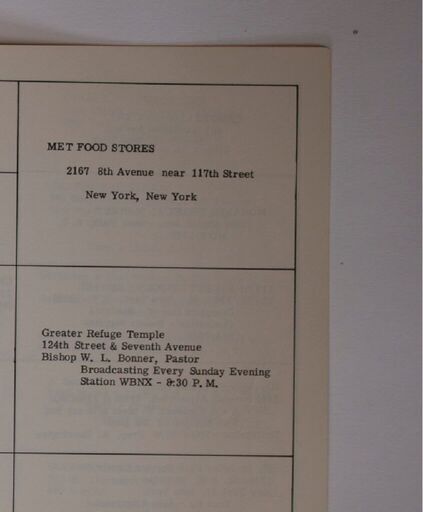 MET FOOD STORES
2167 8th Avenue near 117th Street
New York, New York
Greater Refuge Temple
124th Street & Seventh Avenue
Bishop W. L. Bonner, Pastor
Broadcasting Every Sunday Evening
Station WBNX - 8:30 P. M.